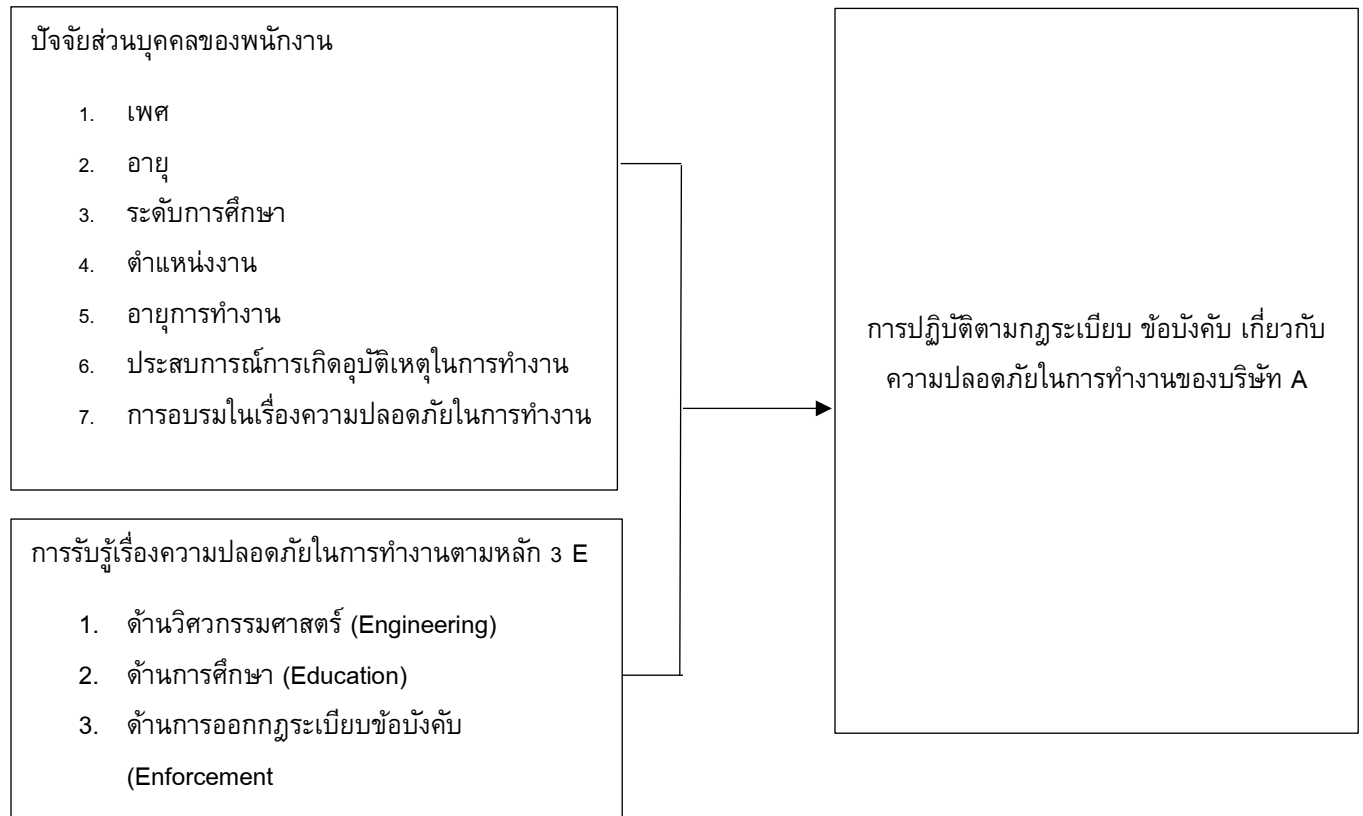 ปัจจัยส่วนบุคคลของพนักงาน
1. เพศ
2. อายุ
3. ระดับการศึกษา
4. ตำแหน่งงาน
5. อายุการทำงาน
6. ประสบการณ์การเกิดอุบัติเหตุในการทำงาน
7. การอบรมในเรื่องความปลอดภัยในการทำงาน
การรับรู้เรื่องความปลอดภัยในการทำงานตามหลัก 3 E
1. ด้านวิศวกรรมศาสตร์ (Engineering)
2. ด้านการศึกษา (Education)
3. ด้านการออกกฎระเบียบข้อบังคับ
(Enforcement
การปฏิบัติตามกฎระเบียบ ข้อบังคับ เกี่ยวกับ
ความปลอดภัยในการทำงานของบริษัท A